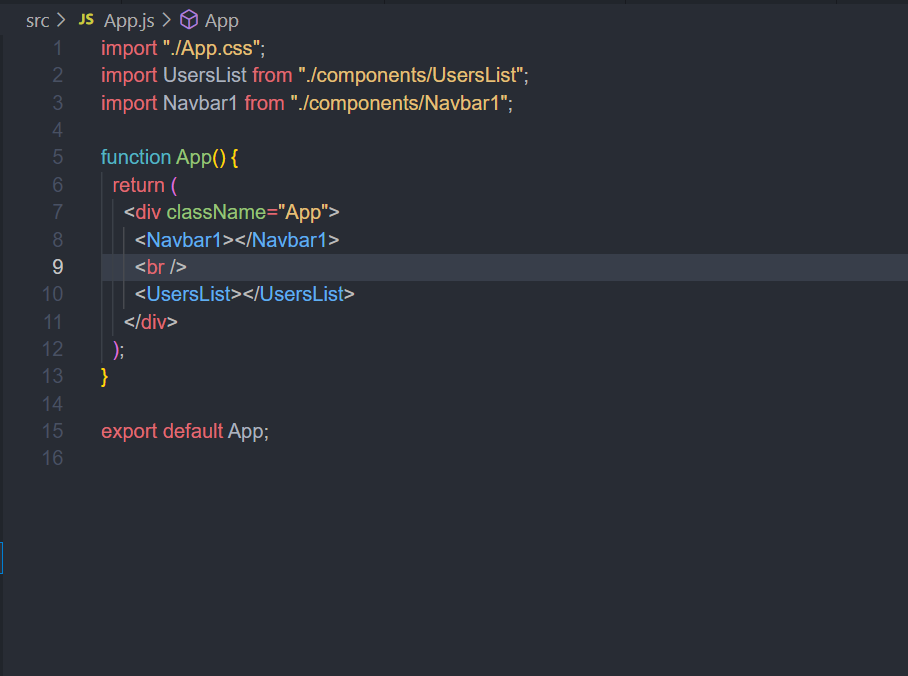 src > JS App.js > App
1 import "./App.css";
2 import UsersList from "./components/UsersList";
3 import Navbar1 from "./components/Navbar1";
4
5 function App() {
6 return (
7 <div className="App">
8 <Navbar1></Navbar1>
9 <br />
10 <UsersList></UsersList>
11 </div>
12 );
13 }
14
15 export default App;
16